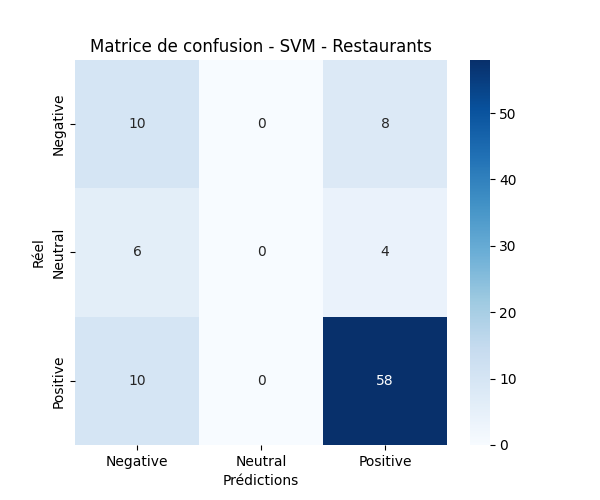 Matrice de confusion - SVM - Restaurants
Réel
Negative
10
0
8
Neutral
6
0
4
Positive
10
0
58
Negative
Neutral
Positive
Prédictions
50
40
30
20
10
0